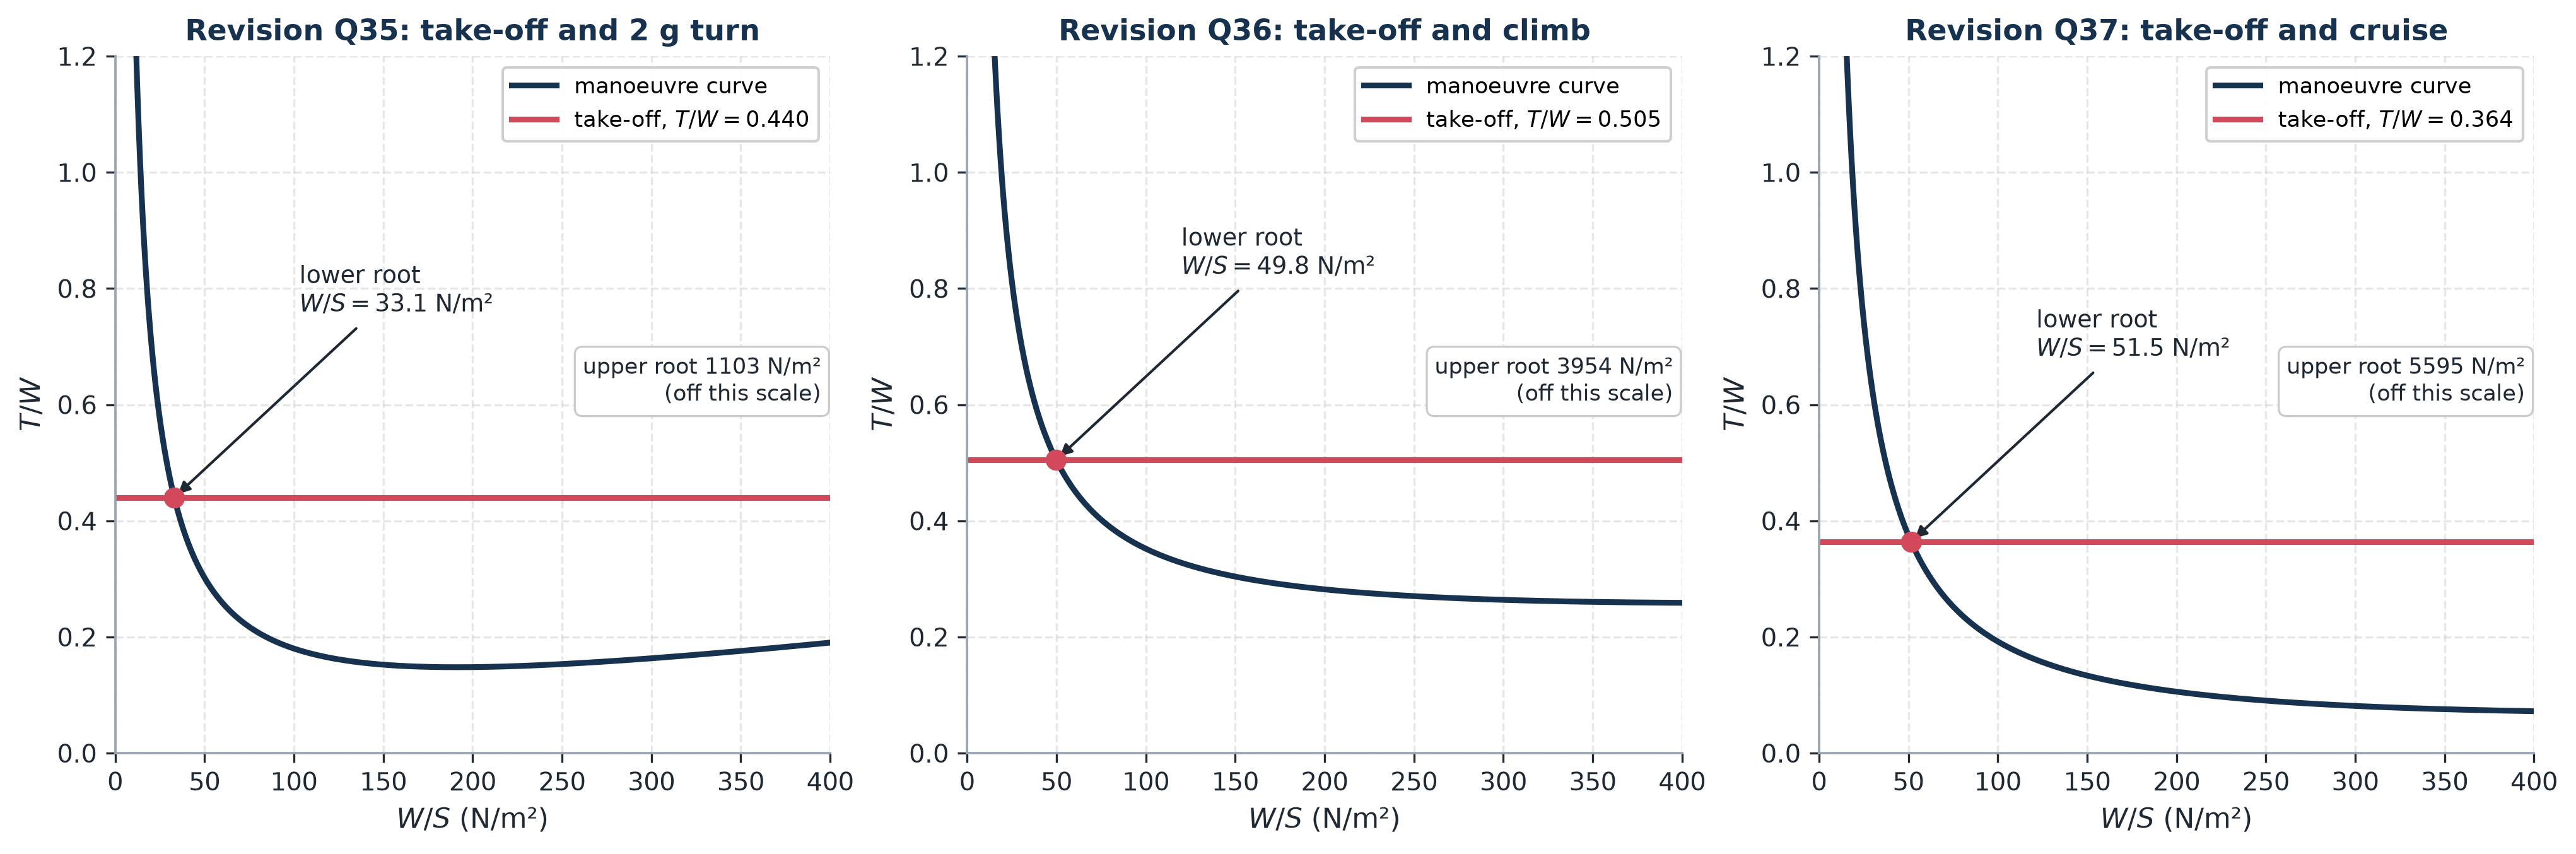 Revision Q35: take-off and 2 g turn
manoeuvre curve
take-off, T/W = 0.440
lower root
W/S = 33.1 N/m²
upper root 1103 N/m²
(off this scale)
T/W
1.2
1.0
0.8
0.6
0.4
0.2
0.0
0 50 100 150 200 250 300 350 400
W/S (N/m²)
Revision Q36: take-off and climb
manoeuvre curve
take-off, T/W = 0.505
lower root
W/S = 49.8 N/m²
upper root 3954 N/m²
(off this scale)
T/W
1.2
1.0
0.8
0.6
0.4
0.2
0.0
0 50 100 150 200 250 300 350 400
W/S (N/m²)
Revision Q37: take-off and cruise
manoeuvre curve
take-off, T/W = 0.364
lower root
W/S = 51.5 N/m²
upper root 5595 N/m²
(off this scale)
T/W
1.2
1.0
0.8
0.6
0.4
0.2
0.0
0 50 100 150 200 250 300 350 400
W/S (N/m²)